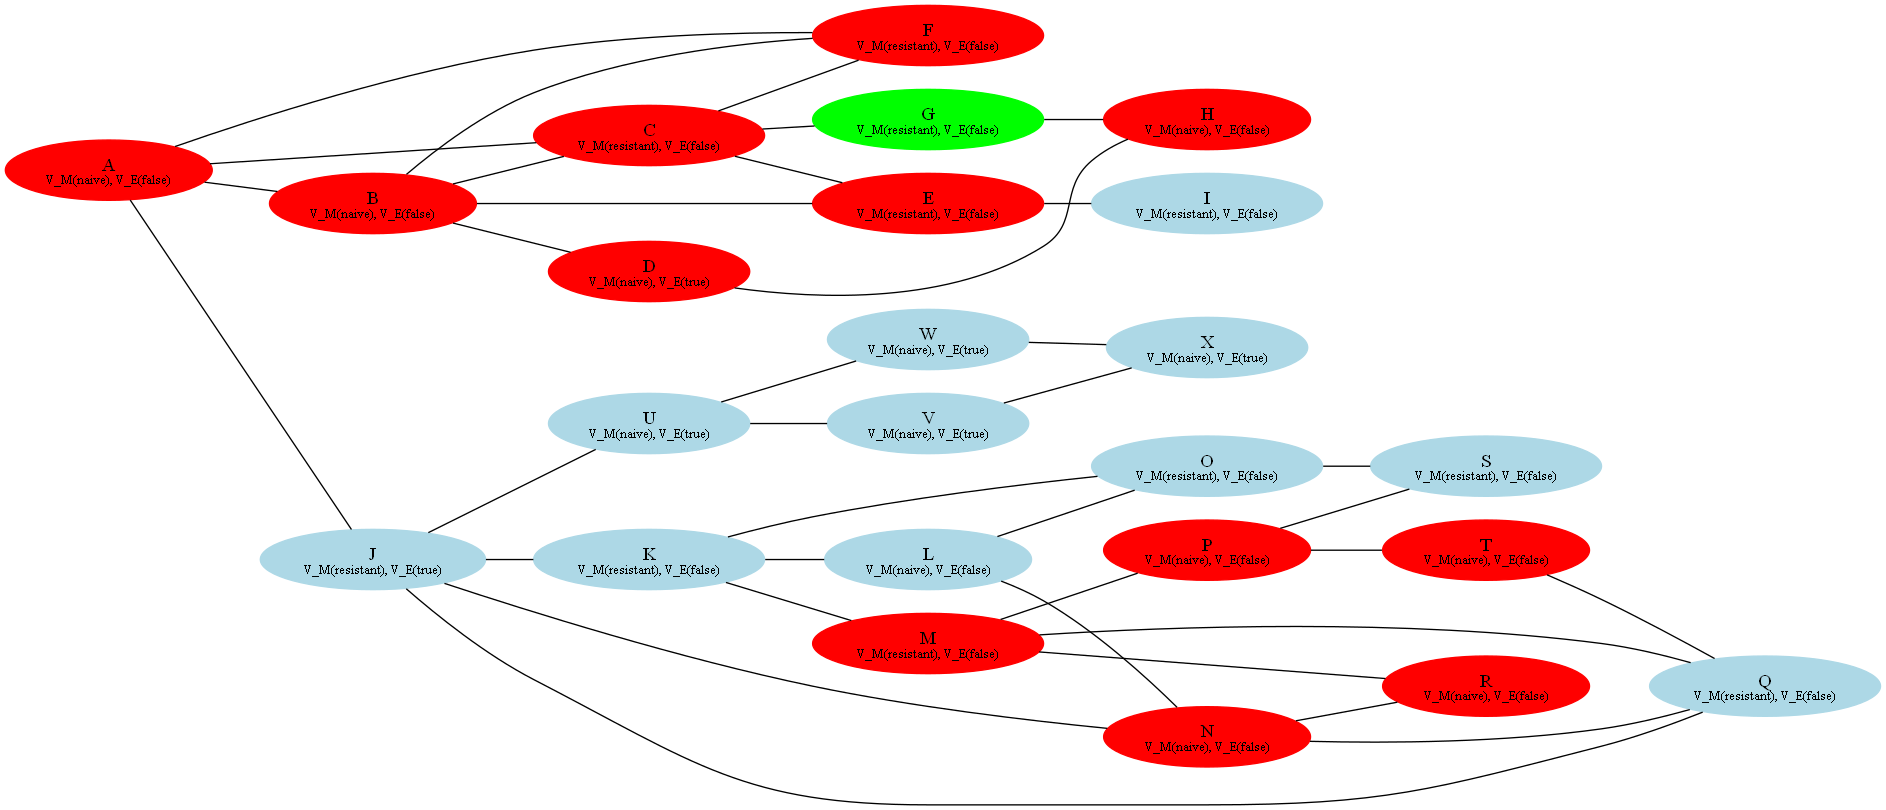 F
V_M(resistant), V_E(false)
G
V_M(resistant), V_E(false)
H
V_M(naive), V_E(false)
C
V_M(resistant), V_E(false)
A
V_M(naive), V_E(false)
B
V_M(naive), V_E(false)
E
V_M(resistant), V_E(false)
I
V_M(resistant), V_E(false)
D
V_M(naive), V_E(true)
W
V_M(naive), V_E(true)
X
V_M(naive), V_E(true)
U
V_M(naive), V_E(true)
V
V_M(naive), V_E(true)
O
V_M(resistant), V_E(false)
S
V_M(resistant), V_E(false)
J
V_M(resistant), V_E(true)
K
V_M(resistant), V_E(false)
L
V_M(naive), V_E(false)
P
V_M(naive), V_E(false)
T
V_M(naive), V_E(false)
M
V_M(resistant), V_E(false)
R
V_M(naive), V_E(false)
Q
V_M(resistant), V_E(false)
N
V_M(naive), V_E(false)